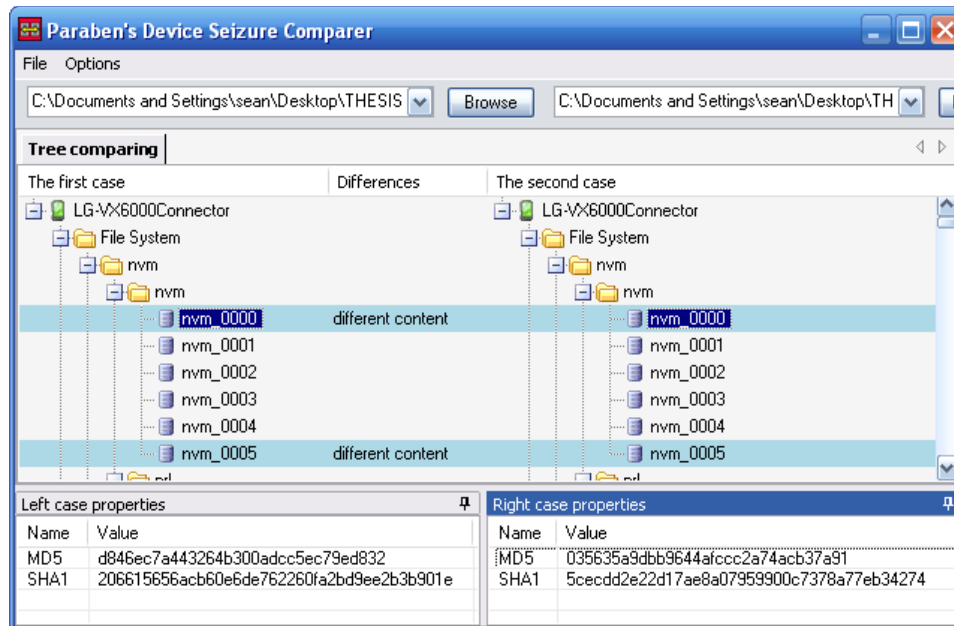 Paraben's Device Seizure Comparer
File Options
C:\Documents and Settings\sean\Desktop\THESIS Browse C:\Documents and Settings\sean\Desktop\TH
Tree comparing
The first case Differences The second case
LG-VX6000Connector LG-VX6000Connector
File System File System
nvm nvm
nvm nvm
nvm_0000 different content nvm_0000
nvm_0001 nvm_0001
nvm_0002 nvm_0002
nvm_0003 nvm_0003
nvm_0004 nvm_0004
nvm_0005 different content nvm_0005
Left case properties Right case properties
Name Value Name Value
MD5 d846ec7a443264b300adcc5ec79ed832 MD5 035635a9dbb9644afccc2a74acb37a91
SHA1 206615656acb60e6de762260fa2bd9ee2b3b901e SHA1 5cecdd2e22d17ae8a07959900c7378a77eb34274